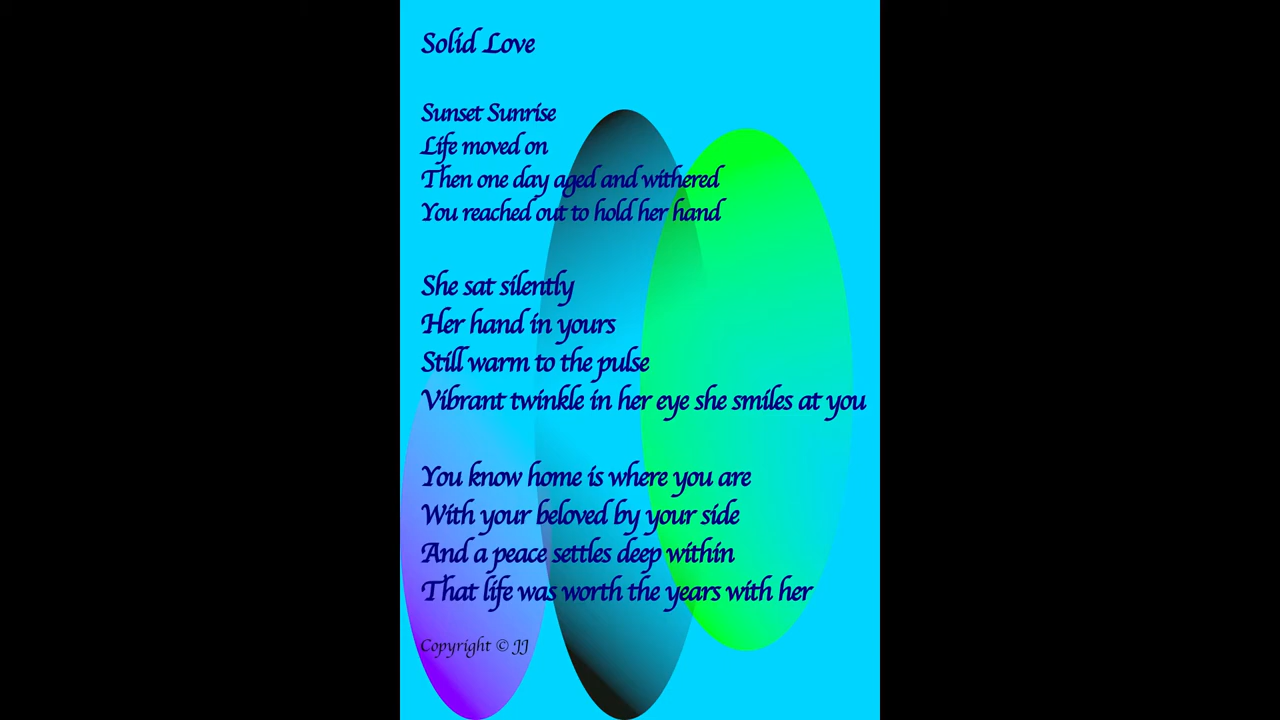 Solid Love
Sunset Sunrise
Life moved on
Then one day aged and withered
You reached out to hold her hand
She sat silently
Her hand in yours
Still warm to the pulse
Vibrant twinkle in her eye she smiles at you
You know home is where you are
With your beloved by your side
And a peace settles deep within
That life was worth the years with her
Copyright © JJ